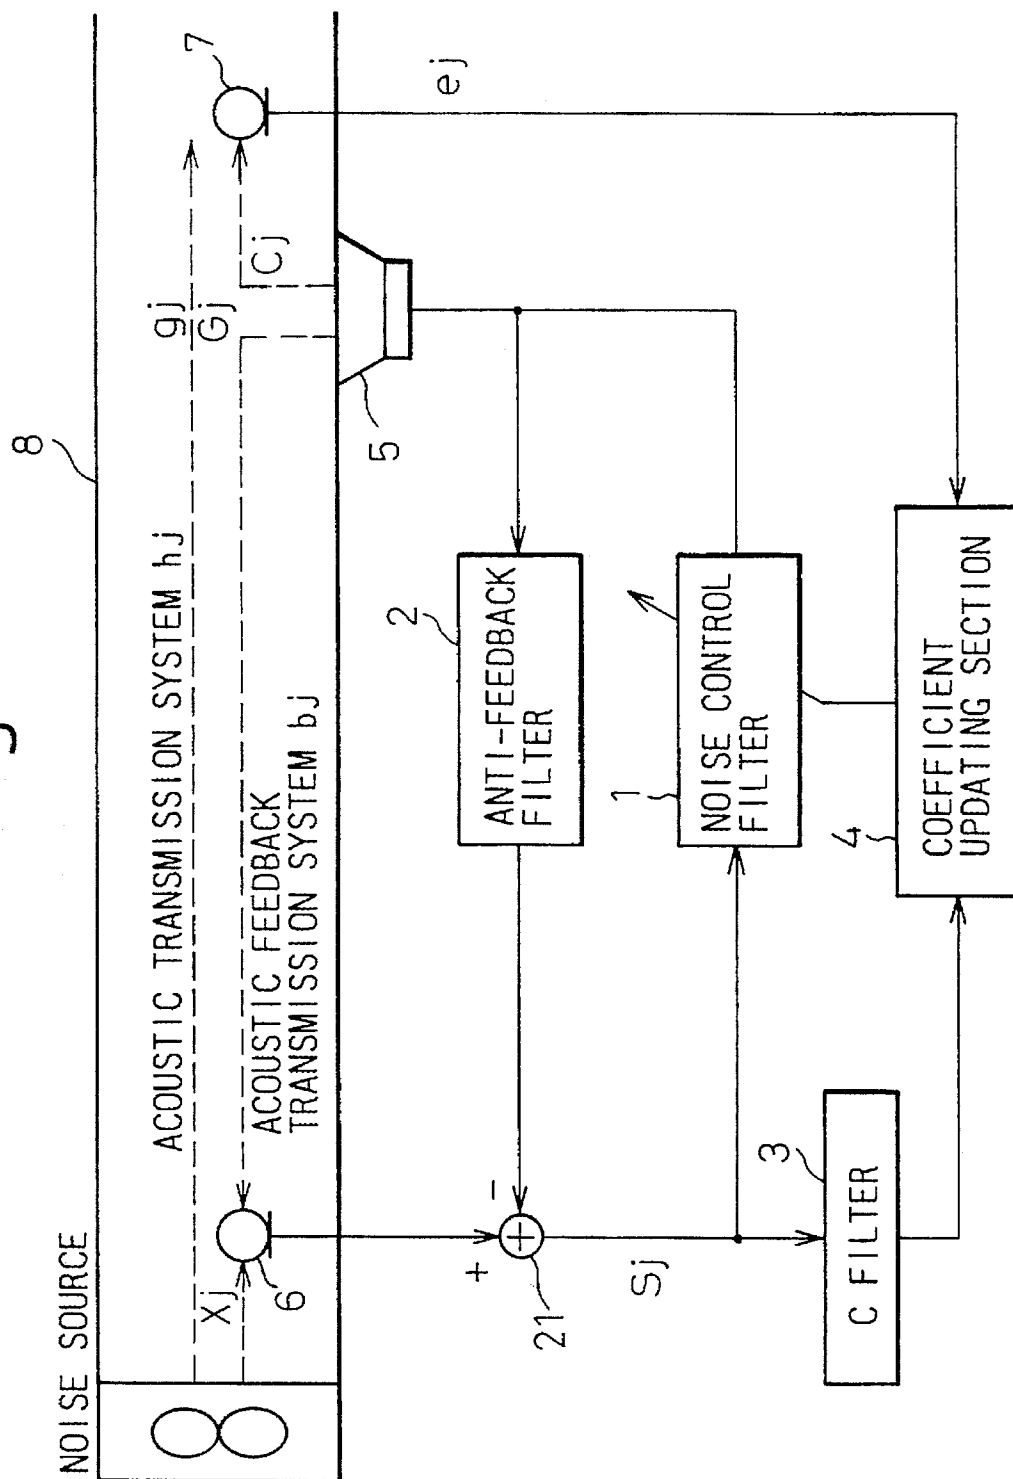 NOISE SOURCE
8
7
ACOUSTIC TRANSMISSION SYSTEM hj
gj
Gj
Cj
Xj
6
ACOUSTIC FEEDBACK
TRANSMISSION SYSTEM bj
5
ej
+
-
21
2
ANTI-FEEDBACK
FILTER
Sj
1
NOISE CONTROL
FILTER
3
C FILTER
4
COEFFICIENT
UPDATING SECTION